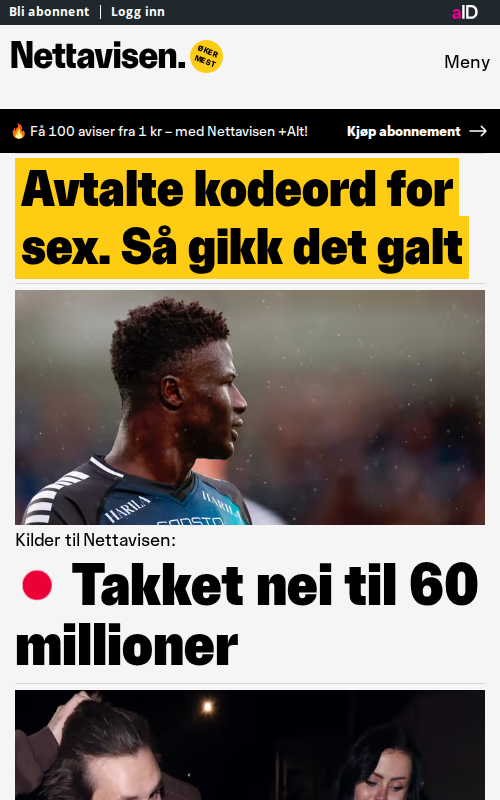 Bli abonnent
Logg inn
aID
Nettavisen.
ØKER
MEST
Meny
🔥 Få 100 aviser fra 1 kr – med Nettavisen +Alt!
Kjøp abonnement →
Avtalte kodeord for
sex. Så gikk det galt
HARILA
HARILA
Kilder til Nettavisen:
Takket nei til 60
millioner